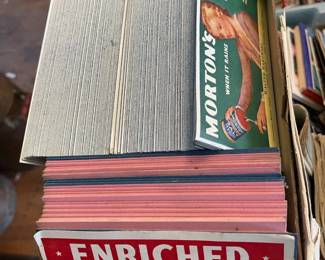 MORTON'S
WHEN IT RAINS
ENRICHED